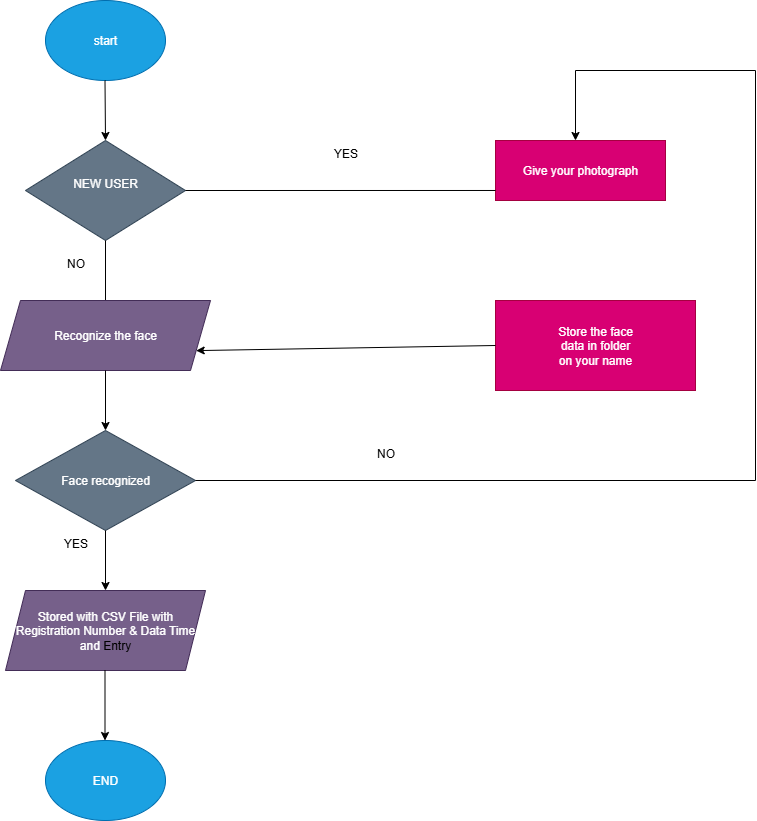 start
YES
NEW USER
Give your photograph
NO
Recognize the face
Store the face
data in folder
on your name
NO
Face recognized
YES
Stored with CSV File with
Registration Number & Data Time
and Entry
END